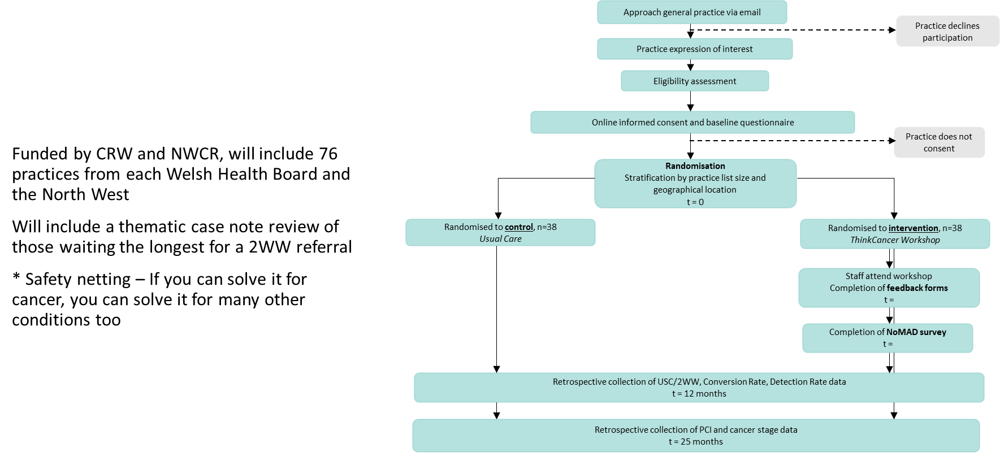 Funded by CRW and NWCR, will include 76
practices from each Welsh Health Board and
the North West
Will include a thematic case note review of
those waiting the longest for a 2WW referral
* Safety netting – If you can solve it for
cancer, you can solve it for many other
conditions too
Approach general practice via email
Practice declines
participation
Practice expression of interest
Eligibility assessment
Online informed consent and baseline questionnaire
Practice does not
consent
Randomisation
Stratification by practice list size and
geographical location
t = 0
Randomised to control, n=38
Usual Care
Randomised to intervention, n=38
ThinkCancer Workshop
Staff attend workshop
Completion of feedback forms
t =
Completion of NoMAD survey
t =
Retrospective collection of USC/2WW, Conversion Rate, Detection Rate data
t = 12 months
Retrospective collection of PCI and cancer stage data
t = 25 months